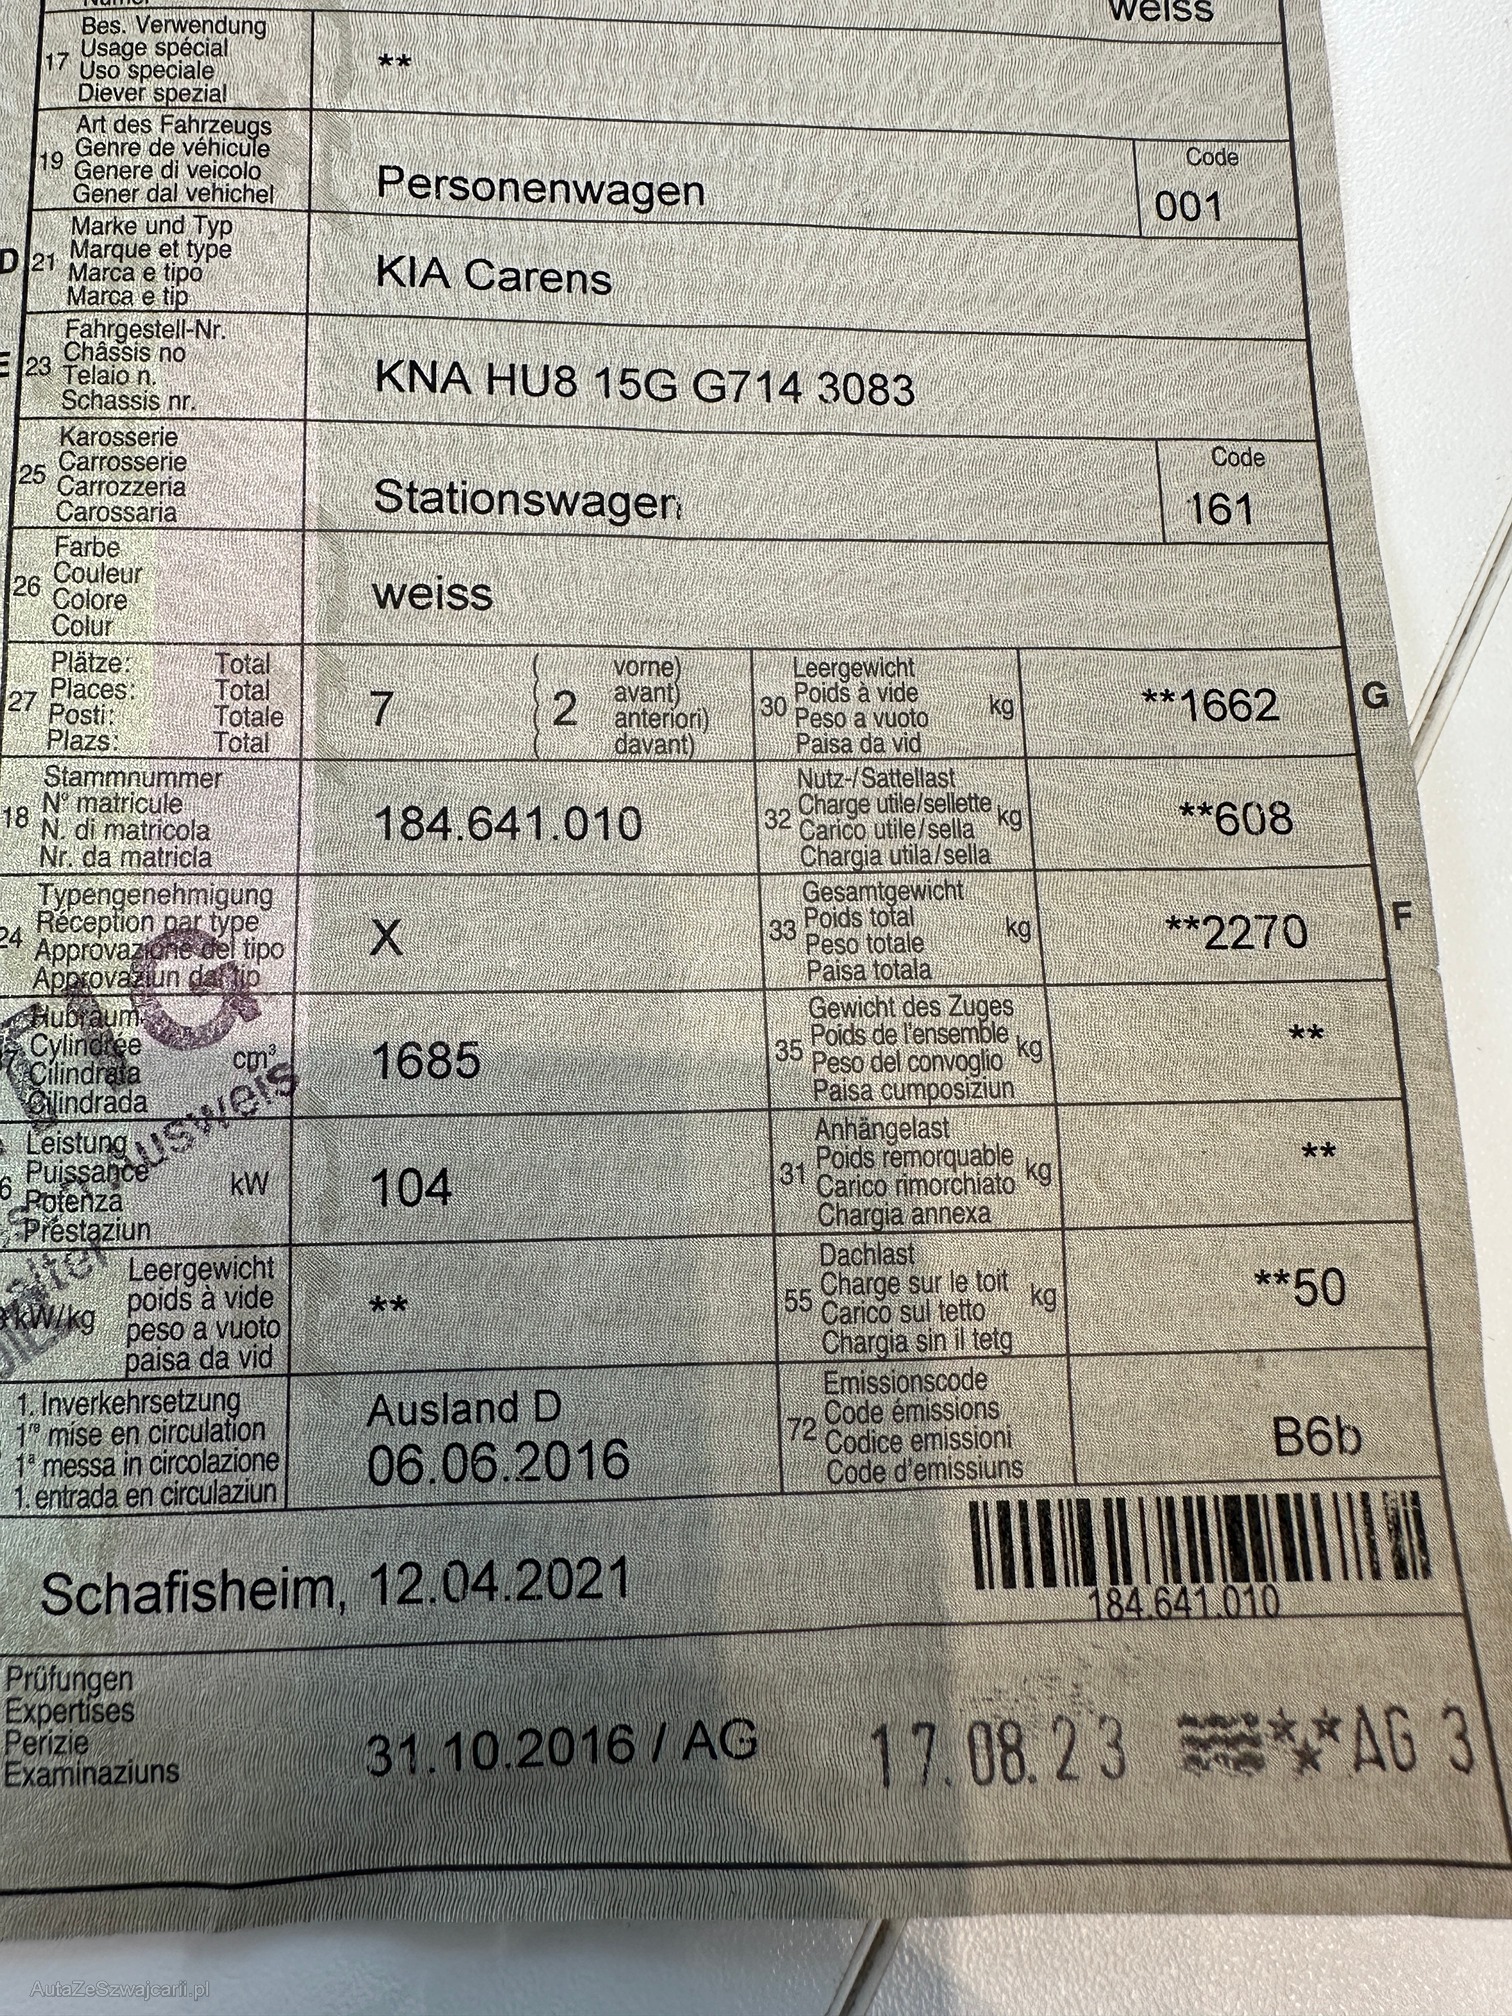 weiss
Bes. Verwendung
17 Usage spécial
Uso speciale
Diever spezial
**
Art des Fahrzeugs
19 Genre de véhicule
Genere di veicolo
Gener dal vehichel
Personenwagen
Code
001
D 21 Marke und Typ
Marque et type
Marca e tipo
Marca e tip
KIA Carens
E 23 Fahrgestell-Nr.
Châssis no
Telaio n.
Schassis nr.
KNA HU8 15G G714 3083
25 Karosserie
Carrosserie
Carrozzeria
Carossaria
Stationswagen
Code
161
26 Farbe
Couleur
Colore
Colur
weiss
27 Plätze: Total
Places: Total
Posti: Totale
Plazs: Total
7 ( 2 vorne)
( avant)
( anteriori)
( davant)
30 Leergewicht
Poids à vide kg
Peso a vuoto
Paisa da vid
**1662 G
18 Stammnummer
N° matricule
N. di matricola
Nr. da matricla
184.641.010
32 Nutz-/Sattellast
Charge utile/sellette kg
Carico utile/sella
Chargia utila/sella
**608
24 Typengenehmigung
Réception par type
Approvazione del tipo
Approvaziun dal tip
X
33 Gesamtgewicht
Poids total kg
Peso totale
Paisa totala
**2270 F
Hubraum
Cylindrée cm³
Cilindrata
Cilindrada
1685
35 Gewicht des Zuges
Poids de l'ensemble kg
Peso del convoglio
Paisa cumposiziun
**
Leistung
Puissance kW
Potenza
Prestaziun
104
31 Anhängelast
Poids remorquable kg
Carico rimorchiato
Chargia annexa
**
kW/kg Leergewicht
poids à vide
peso a vuoto
paisa da vid
**
55 Dachlast
Charge sur le toit kg
Carico sul tetto
Chargia sin il tetg
**50
1. Inverkehrsetzung
1re mise en circulation
1a messa in circolazione
1. entrada en circulaziun
Ausland D
06.06.2016
72 Emissionscode
Code émissions
Codice emissioni
Code d'emissiuns
B6b
Schafisheim, 12.04.2021
184.641.010
Prüfungen
Expertises
Perizie
Examinaziuns
31.10.2016 / AG
17.08.23 AG 3
AutaZeSzwajcarii.pl